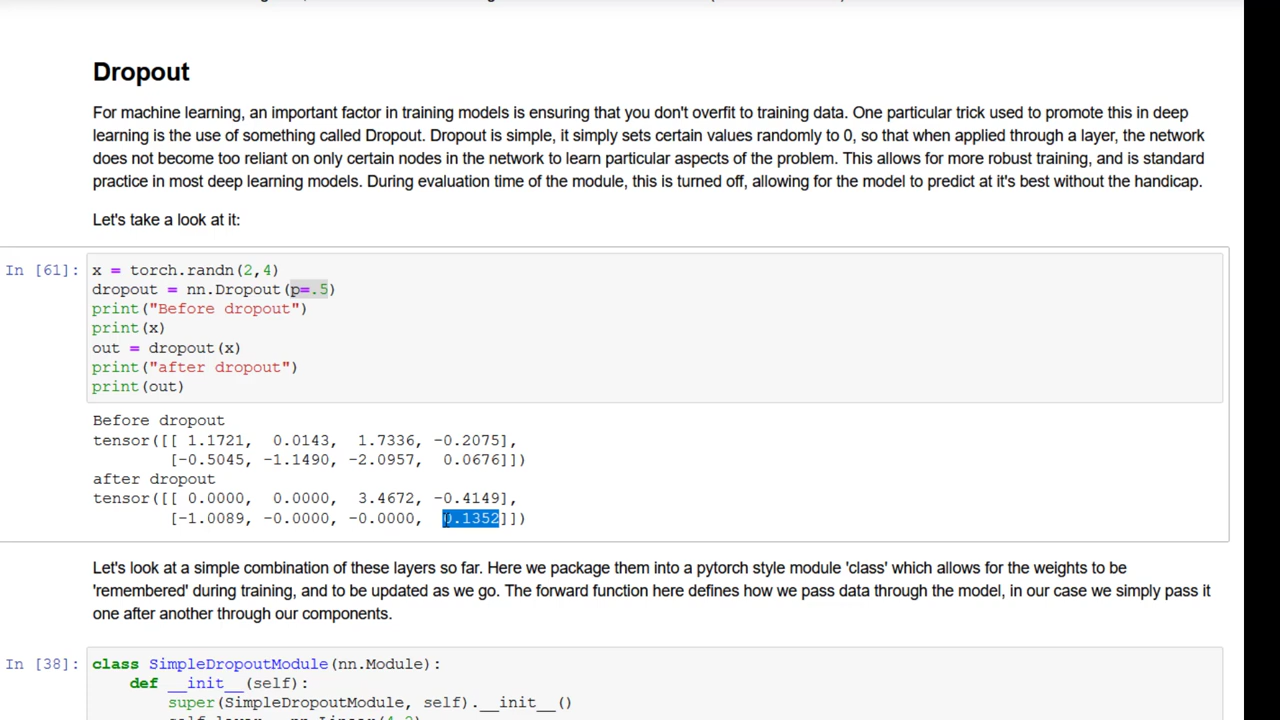 Dropout
For machine learning, an important factor in training models is ensuring that you don't overfit to training data. One particular trick used to promote this in deep
learning is the use of something called Dropout. Dropout is simple, it simply sets certain values randomly to 0, so that when applied through a layer, the network
does not become too reliant on only certain nodes in the network to learn particular aspects of the problem. This allows for more robust training, and is standard
practice in most deep learning models. During evaluation time of the module, this is turned off, allowing for the model to predict at it's best without the handicap.
Let's take a look at it:
In [61]: x = torch.randn(2,4)
dropout = nn.Dropout(p=.5)
print("Before dropout")
print(x)
out = dropout(x)
print("after dropout")
print(out)
Before dropout
tensor([[ 1.1721,  0.0143,  1.7336, -0.2075],
[-0.5045, -1.1490, -2.0957,  0.0676]])
after dropout
tensor([[ 0.0000,  0.0000,  3.4672, -0.4149],
[-1.0089, -0.0000, -0.0000,  0.1352]])
Let's look at a simple combination of these layers so far. Here we package them into a pytorch style module 'class' which allows for the weights to be
'remembered' during training, and to be updated as we go. The forward function here defines how we pass data through the model, in our case we simply pass it
one after another through our components.
In [38]: class SimpleDropoutModule(nn.Module):
def __init__(self):
super(SimpleDropoutModule, self).__init__()